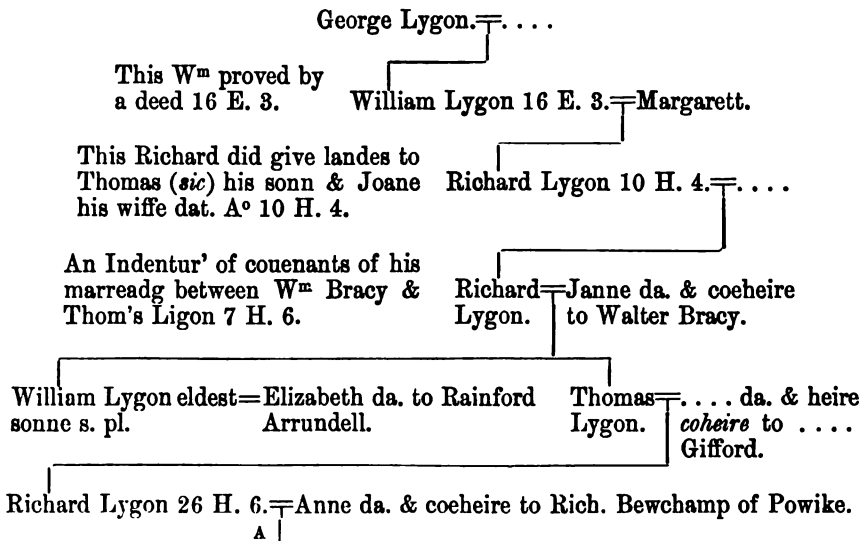 George Lygon. . . . .
This Wᵐ proved by
a deed 16 E. 3.
William Lygon 16 E. 3. Margarett.
This Richard did give landes to
Thomas (sic) his sonn & Joane
his wiffe dat. Aᵒ 10 H. 4.
Richard Lygon 10 H. 4. . . . .
An Indentur' of couenants of his
marreadg between Wᵐ Bracy &
Thom's Ligon 7 H. 6.
Richard
Lygon.
Janne da. & coeheire
to Walter Bracy.
William Lygon eldest
sonne s. pl.
Elizabeth da. to Rainford
Arrundell.
Thomas
Lygon.
. . . . da. & heire
coheire to . . . .
Gifford.
Richard Lygon 26 H. 6. Anne da. & coeheire to Rich. Bewchamp of Powike.
A